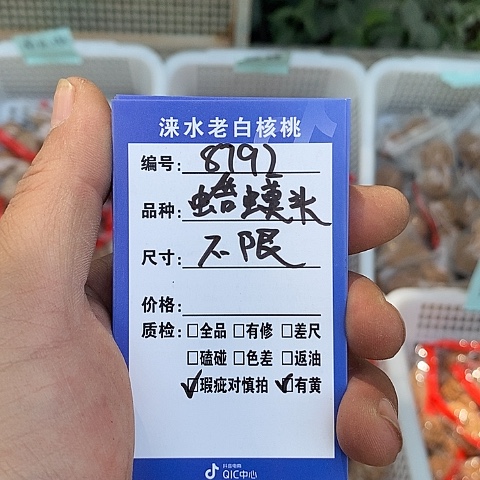 涞水老白核桃
编号: 8792
品种: 蛤蟆头
尺寸: 不限
价格:
质检: □全品 □有修 □差尺
□磕碰 □色差 □返油
☑瑕疵对慎拍 ☑有黄
抖音电商
QIC中心